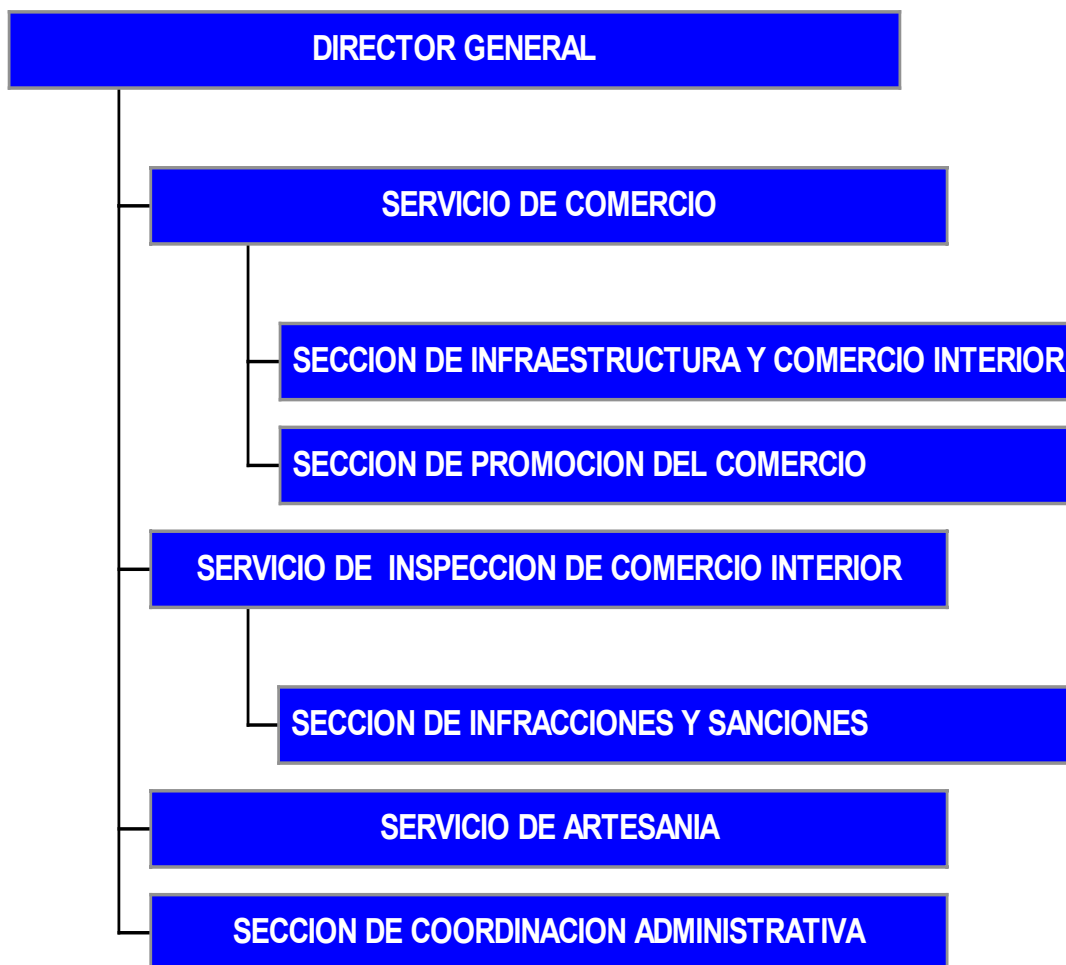 DIRECTOR GENERAL
SERVICIO DE COMERCIO
SECCION DE INFRAESTRUCTURA Y COMERCIO INTERIOR
SECCION DE PROMOCION DEL COMERCIO
SERVICIO DE INSPECCION DE COMERCIO INTERIOR
SECCION DE INFRACCIONES Y SANCIONES
SERVICIO DE ARTESANIA
SECCION DE COORDINACION ADMINISTRATIVA